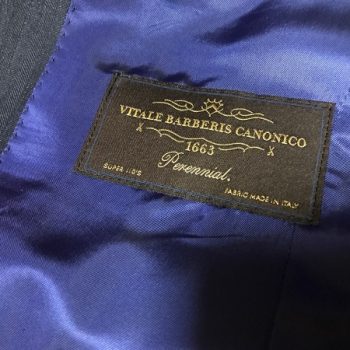 VITALE BARBERIS CANONICO
1663
Perennial.
SUPER 110'S
FABRIC MADE IN ITALY